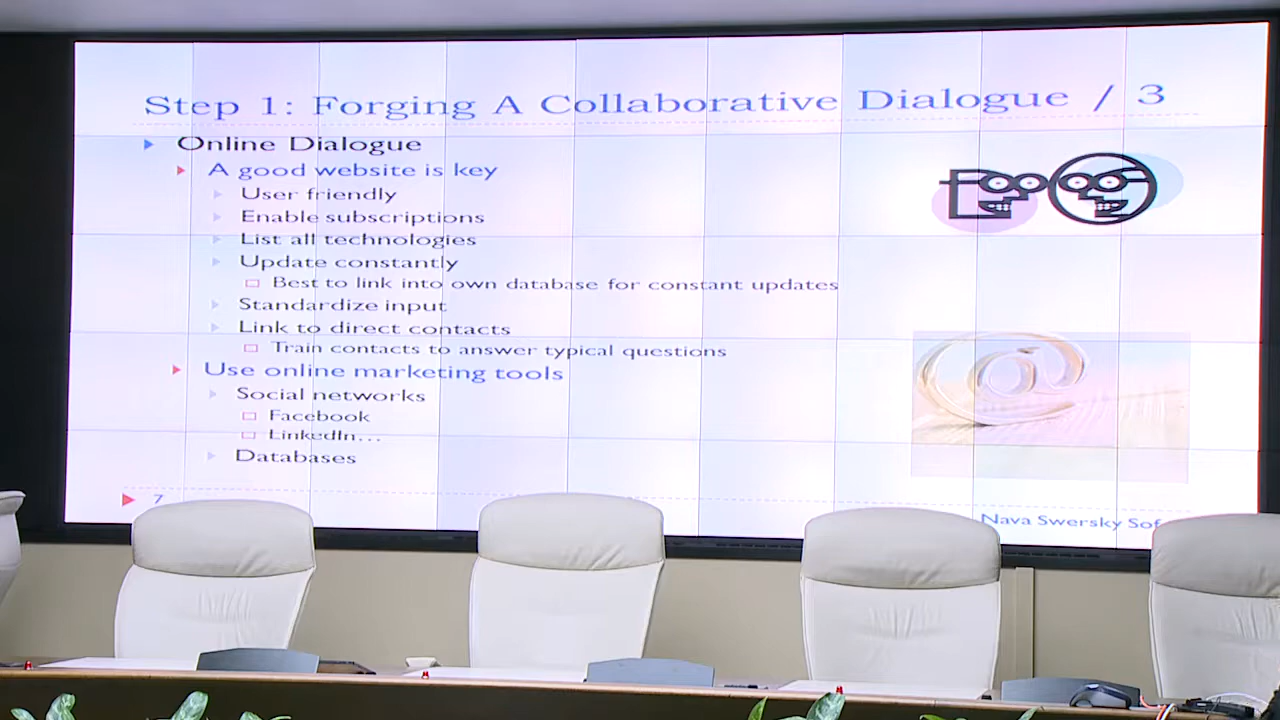 Step 1: Forging A Collaborative Dialogue / 3
Online Dialogue
A good website is key
User friendly
Enable subscriptions
List all technologies
Update constantly
Best to link into own database for constant updates
Standardize input
Link to direct contacts
Train contacts to answer typical questions
Use online marketing tools
Social networks
Facebook
LinkedIn...
Databases
7
Nava Swersky Sof